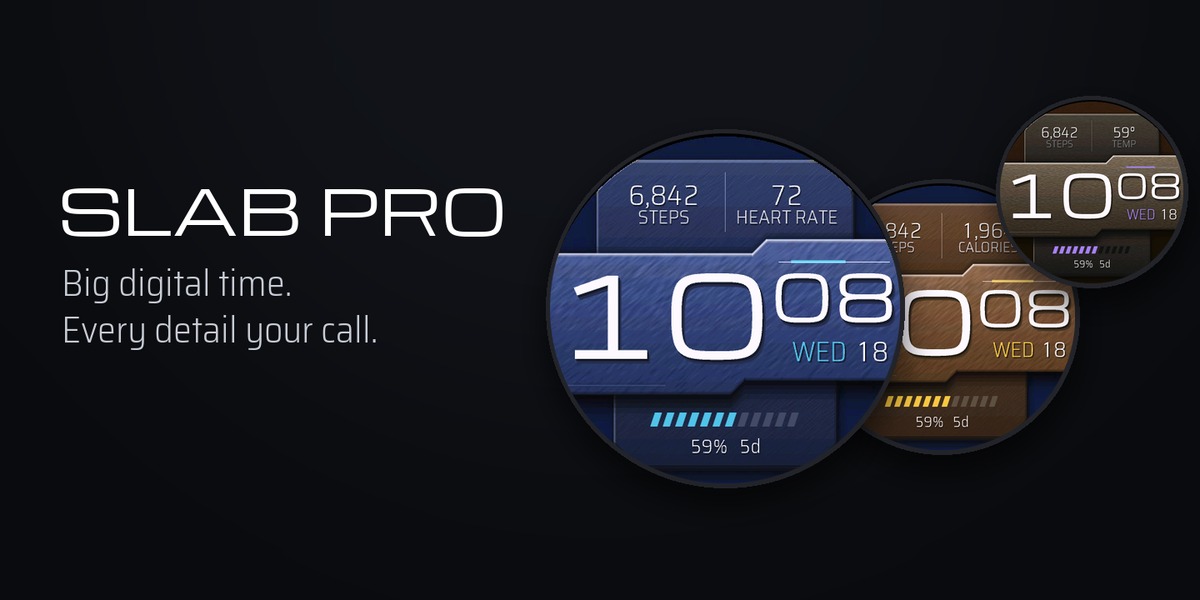 SLAB PRO
Big digital time.
Every detail your call.
6,842 72
STEPS HEART RATE
10 08
WED 18
59% 5d
CALORIES
08
WED 18
59% 5d
6,842 59°
STEPS TEMP
10 08
WED 18
59% 5d